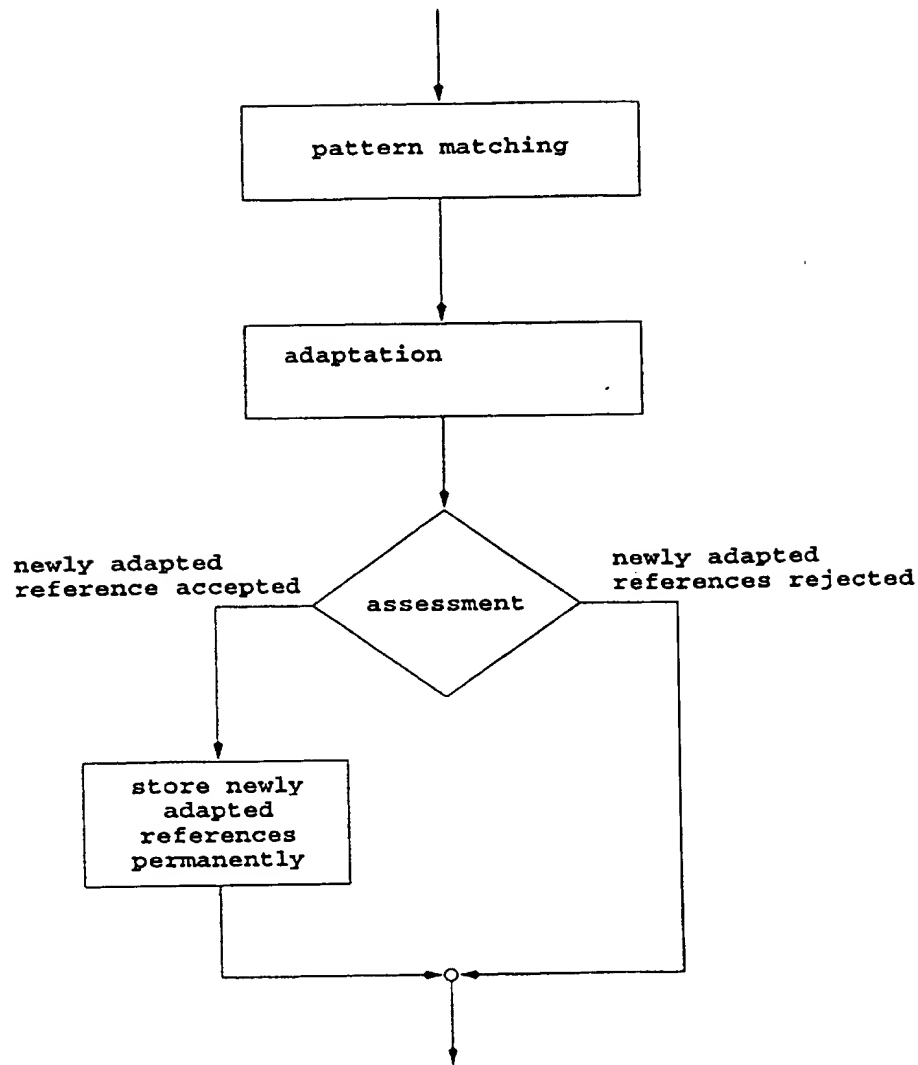 pattern matching
adaptation
newly adapted
reference accepted
newly adapted
references rejected
assessment
store newly
adapted
references
permanently